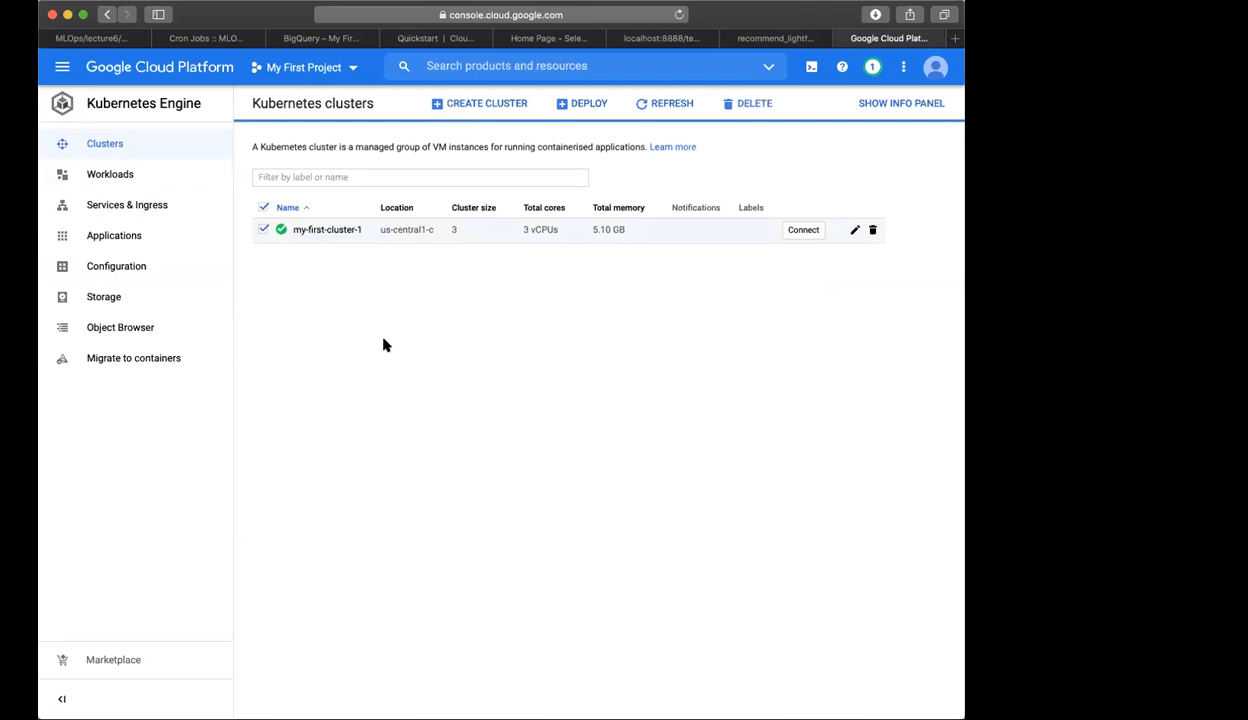 console.cloud.google.com
MLOps/lecture6/...
Cron Jobs :: MLO...
BigQuery – My Fir...
Quickstart | Clou...
Home Page - Sele...
localhost:8888/te...
recommend_lightf...
Google Cloud Plat...
Google Cloud Platform
My First Project
Search products and resources
1
Kubernetes Engine
Kubernetes clusters
CREATE CLUSTER
DEPLOY
REFRESH
DELETE
SHOW INFO PANEL
Clusters
Workloads
Services & Ingress
Applications
Configuration
Storage
Object Browser
Migrate to containers
Marketplace
A Kubernetes cluster is a managed group of VM instances for running containerised applications. Learn more
Filter by label or name
Name Location Cluster size Total cores Total memory Notifications Labels
my-first-cluster-1 us-central1-c 3 3 vCPUs 5.10 GB Connect